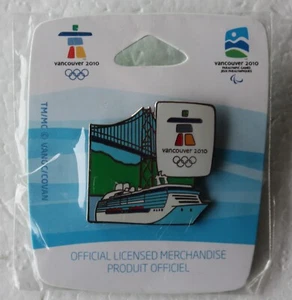 vancouver 2010
vancouver 2010
PARALYMPIC GAMES
JEUX PARALYMPIQUES
TM/MC © VANOC/COVAN
vancouver 2010
OFFICIAL LICENSED MERCHANDISE
PRODUIT OFFICIEL